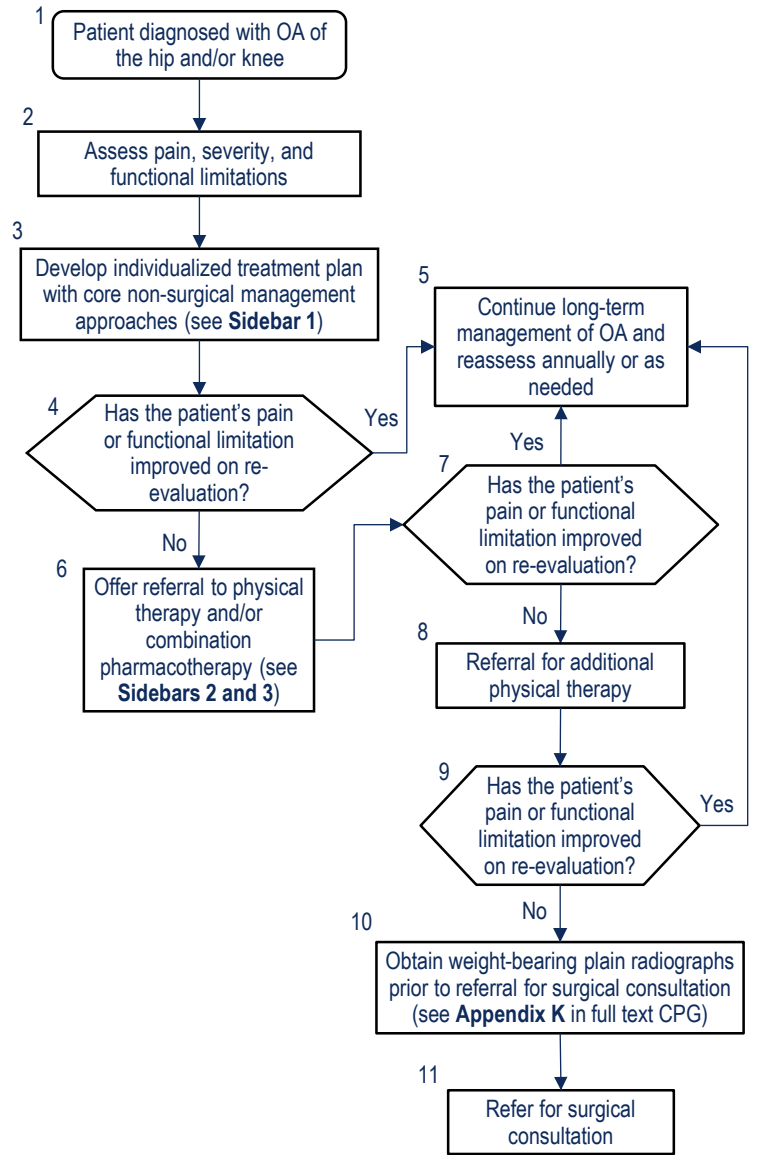 1
Patient diagnosed with OA of
the hip and/or knee
2
Assess pain, severity, and
functional limitations
3
Develop individualized treatment plan
with core non-surgical management
approaches (see Sidebar 1)
4
Has the patient's pain
or functional limitation
improved on re-
evaluation?
Yes
No
5
Continue long-term
management of OA and
reassess annually or as
needed
6
Offer referral to physical
therapy and/or
combination
pharmacotherapy (see
Sidebars 2 and 3)
Yes
7
Has the patient's
pain or functional
limitation improved
on re-evaluation?
No
8
Referral for additional
physical therapy
9
Has the patient's
pain or functional
limitation improved
on re-evaluation?
Yes
No
10
Obtain weight-bearing plain radiographs
prior to referral for surgical consultation
(see Appendix K in full text CPG)
11
Refer for surgical
consultation